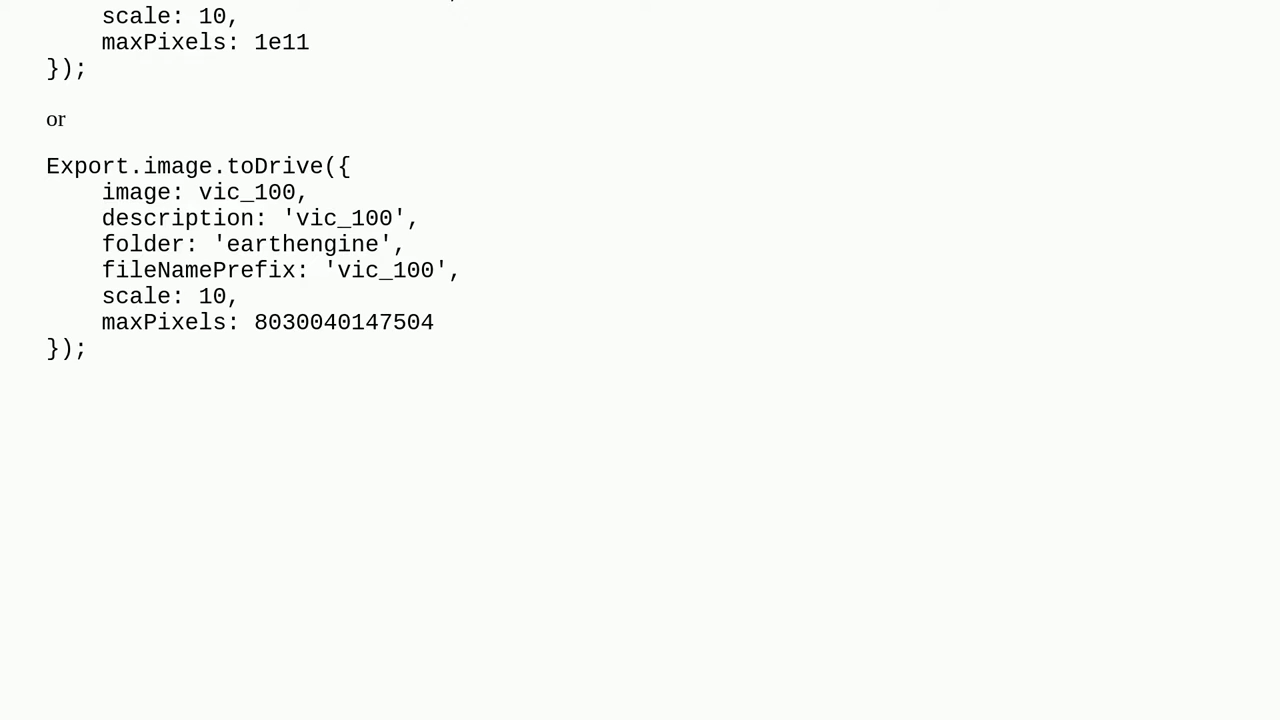 scale: 10,
maxPixels: 1e11
});
or
Export.image.toDrive({
image: vic_100,
description: 'vic_100',
folder: 'earthengine',
fileNamePrefix: 'vic_100',
scale: 10,
maxPixels: 8030040147504
});